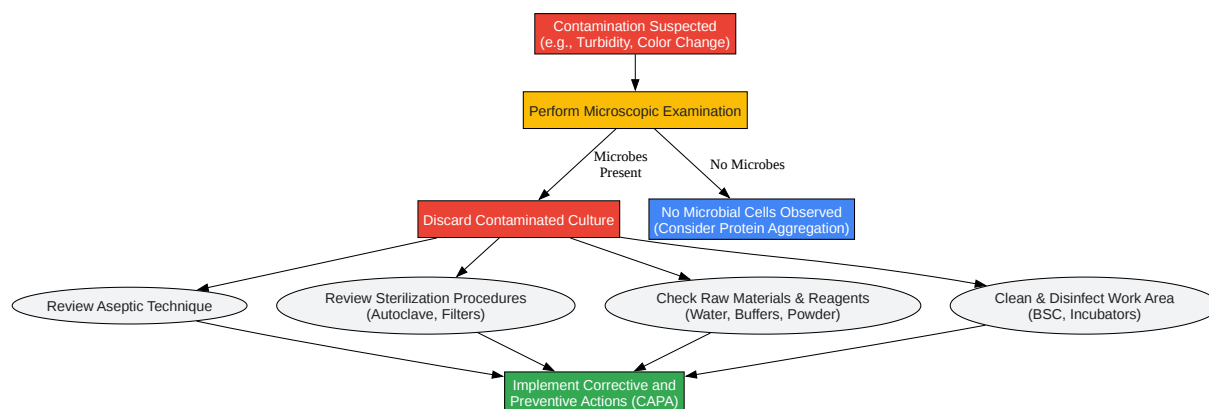 Contamination Suspected
(e.g., Turbidity, Color Change)
Perform Microscopic Examination
Microbes
Present
No Microbes
Discard Contaminated Culture
No Microbial Cells Observed
(Consider Protein Aggregation)
Review Aseptic Technique
Review Sterilization Procedures
(Autoclave, Filters)
Check Raw Materials & Reagents
(Water, Buffers, Powder)
Clean & Disinfect Work Area
(BSC, Incubators)
Implement Corrective and
Preventive Actions (CAPA)